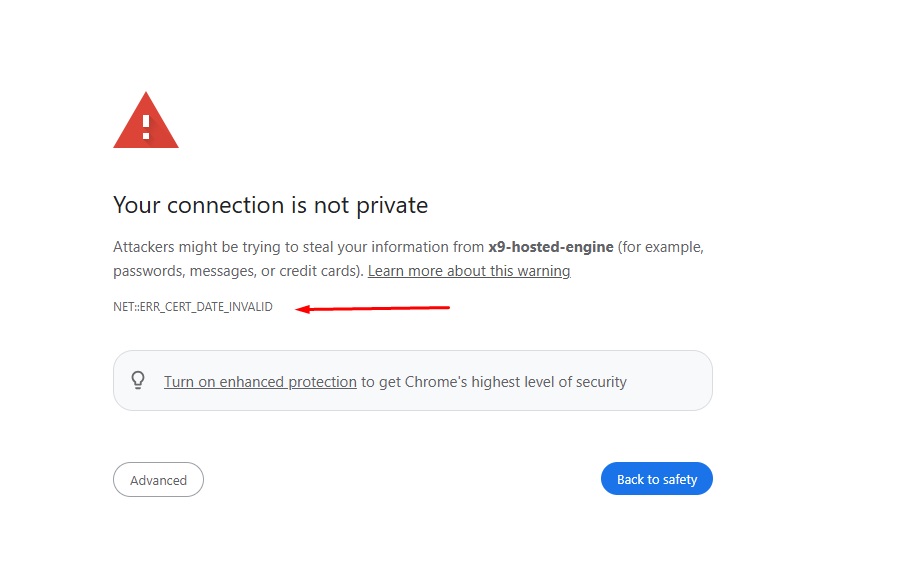 Your connection is not private
Attackers might be trying to steal your information from x9-hosted-engine (for example,
passwords, messages, or credit cards). Learn more about this warning
NET::ERR_CERT_DATE_INVALID
Turn on enhanced protection to get Chrome's highest level of security
Advanced
Back to safety